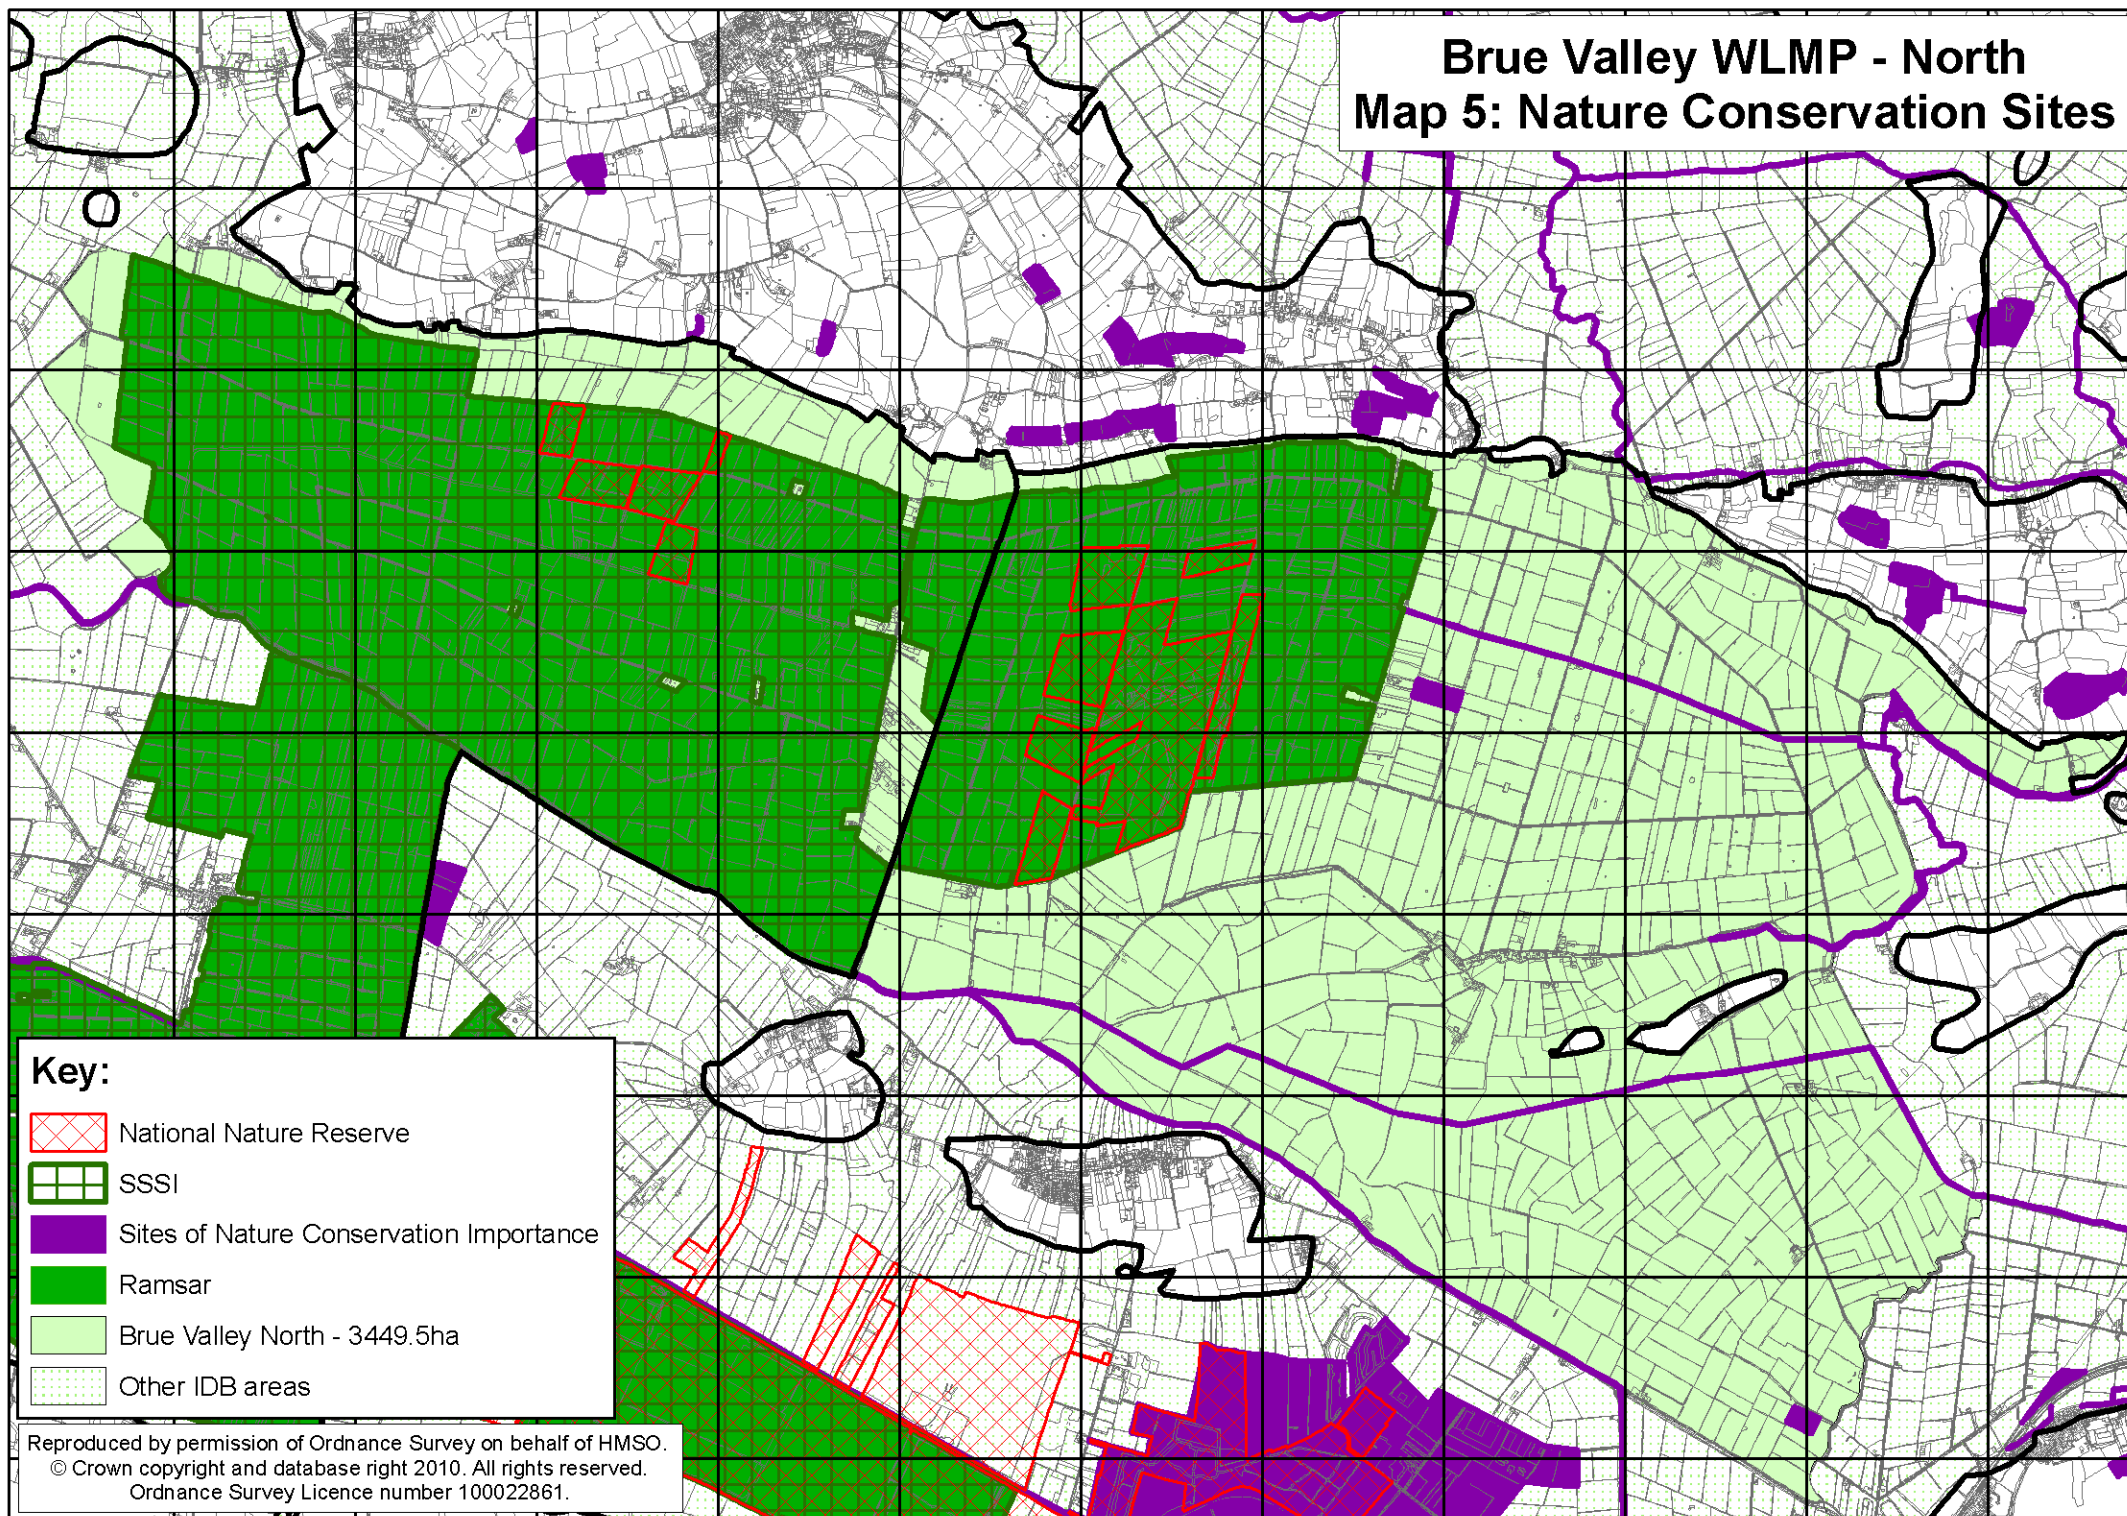 Brue Valley WLMP - North
Map 5: Nature Conservation Sites
Key:
National Nature Reserve
SSSI
Sites of Nature Conservation Importance
Ramsar
Brue Valley North - 3449.5ha
Other IDB areas
Reproduced by permission of Ordnance Survey on behalf of HMSO.
© Crown copyright and database right 2010. All rights reserved.
Ordnance Survey Licence number 100022861.